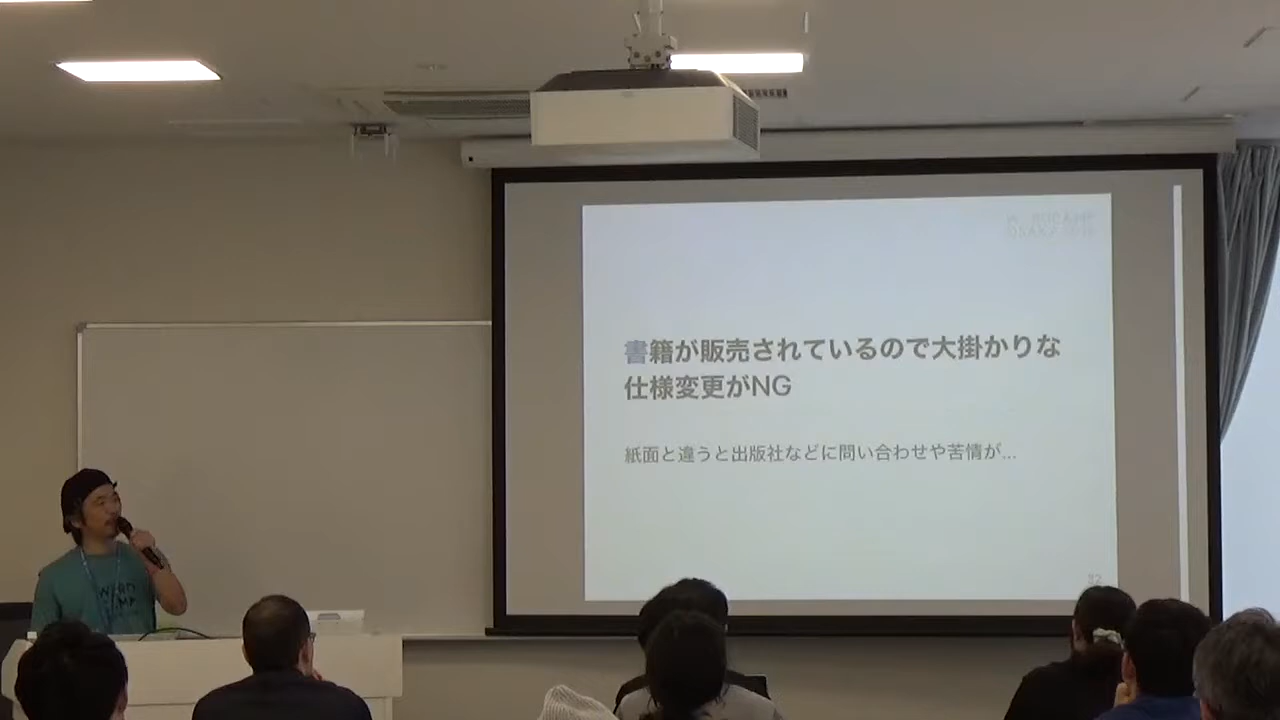 書籍が販売されているので大掛かりな
仕様変更がNG
紙面と違うと出版社などに問い合わせや苦情が...
32